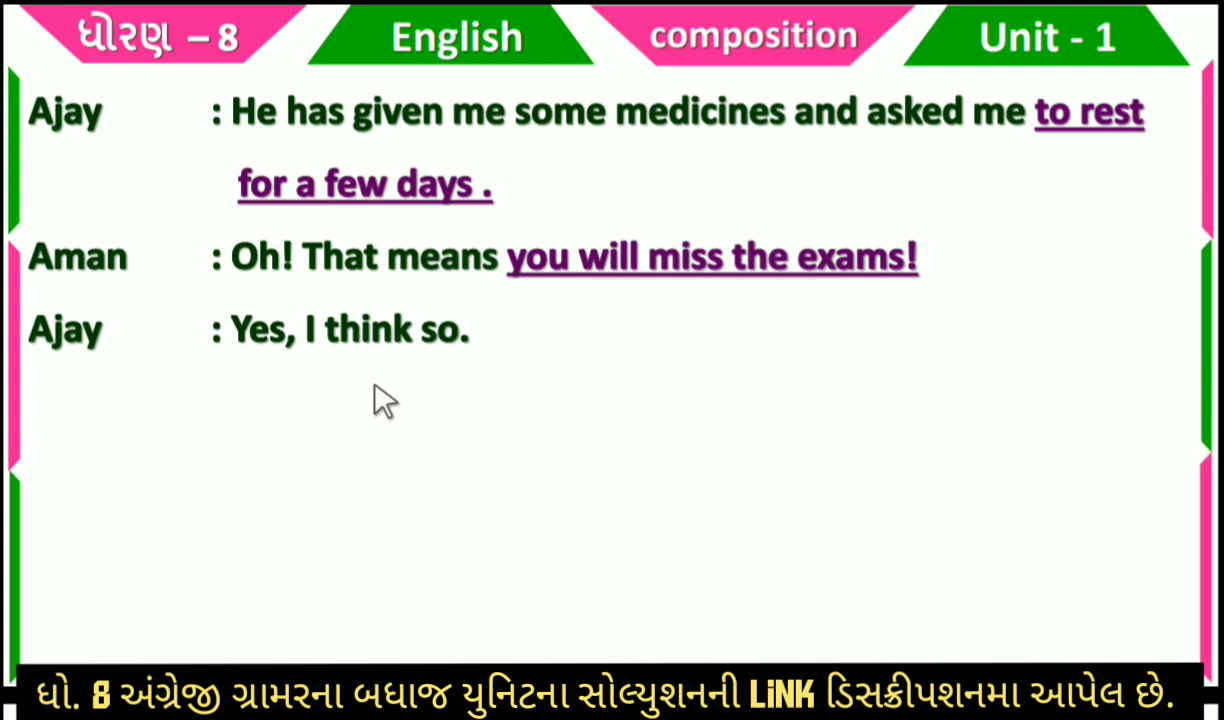 ધોરણ – 8 English composition Unit - 1
Ajay : He has given me some medicines and asked me to rest
for a few days .
Aman : Oh! That means you will miss the exams!
Ajay : Yes, I think so.
ધો. 8 અંગ્રેજી ગ્રામરના બધાજ યુનિટના સોલ્યુશનની LiNK ડિસક્રીપશનમા આપેલ છે.